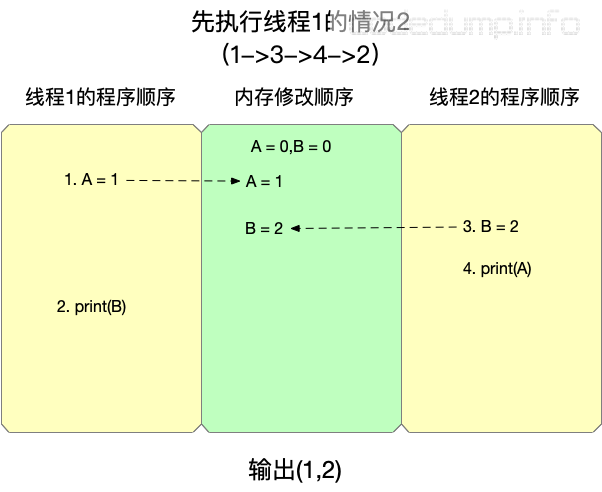 先执行线程1的情况2
codedump.info
(1->3->4->2)
线程1的程序顺序
内存修改顺序
线程2的程序顺序
A = 0,B = 0
1. A = 1
A = 1
B = 2
3. B = 2
4. print(A)
2. print(B)
输出(1,2)